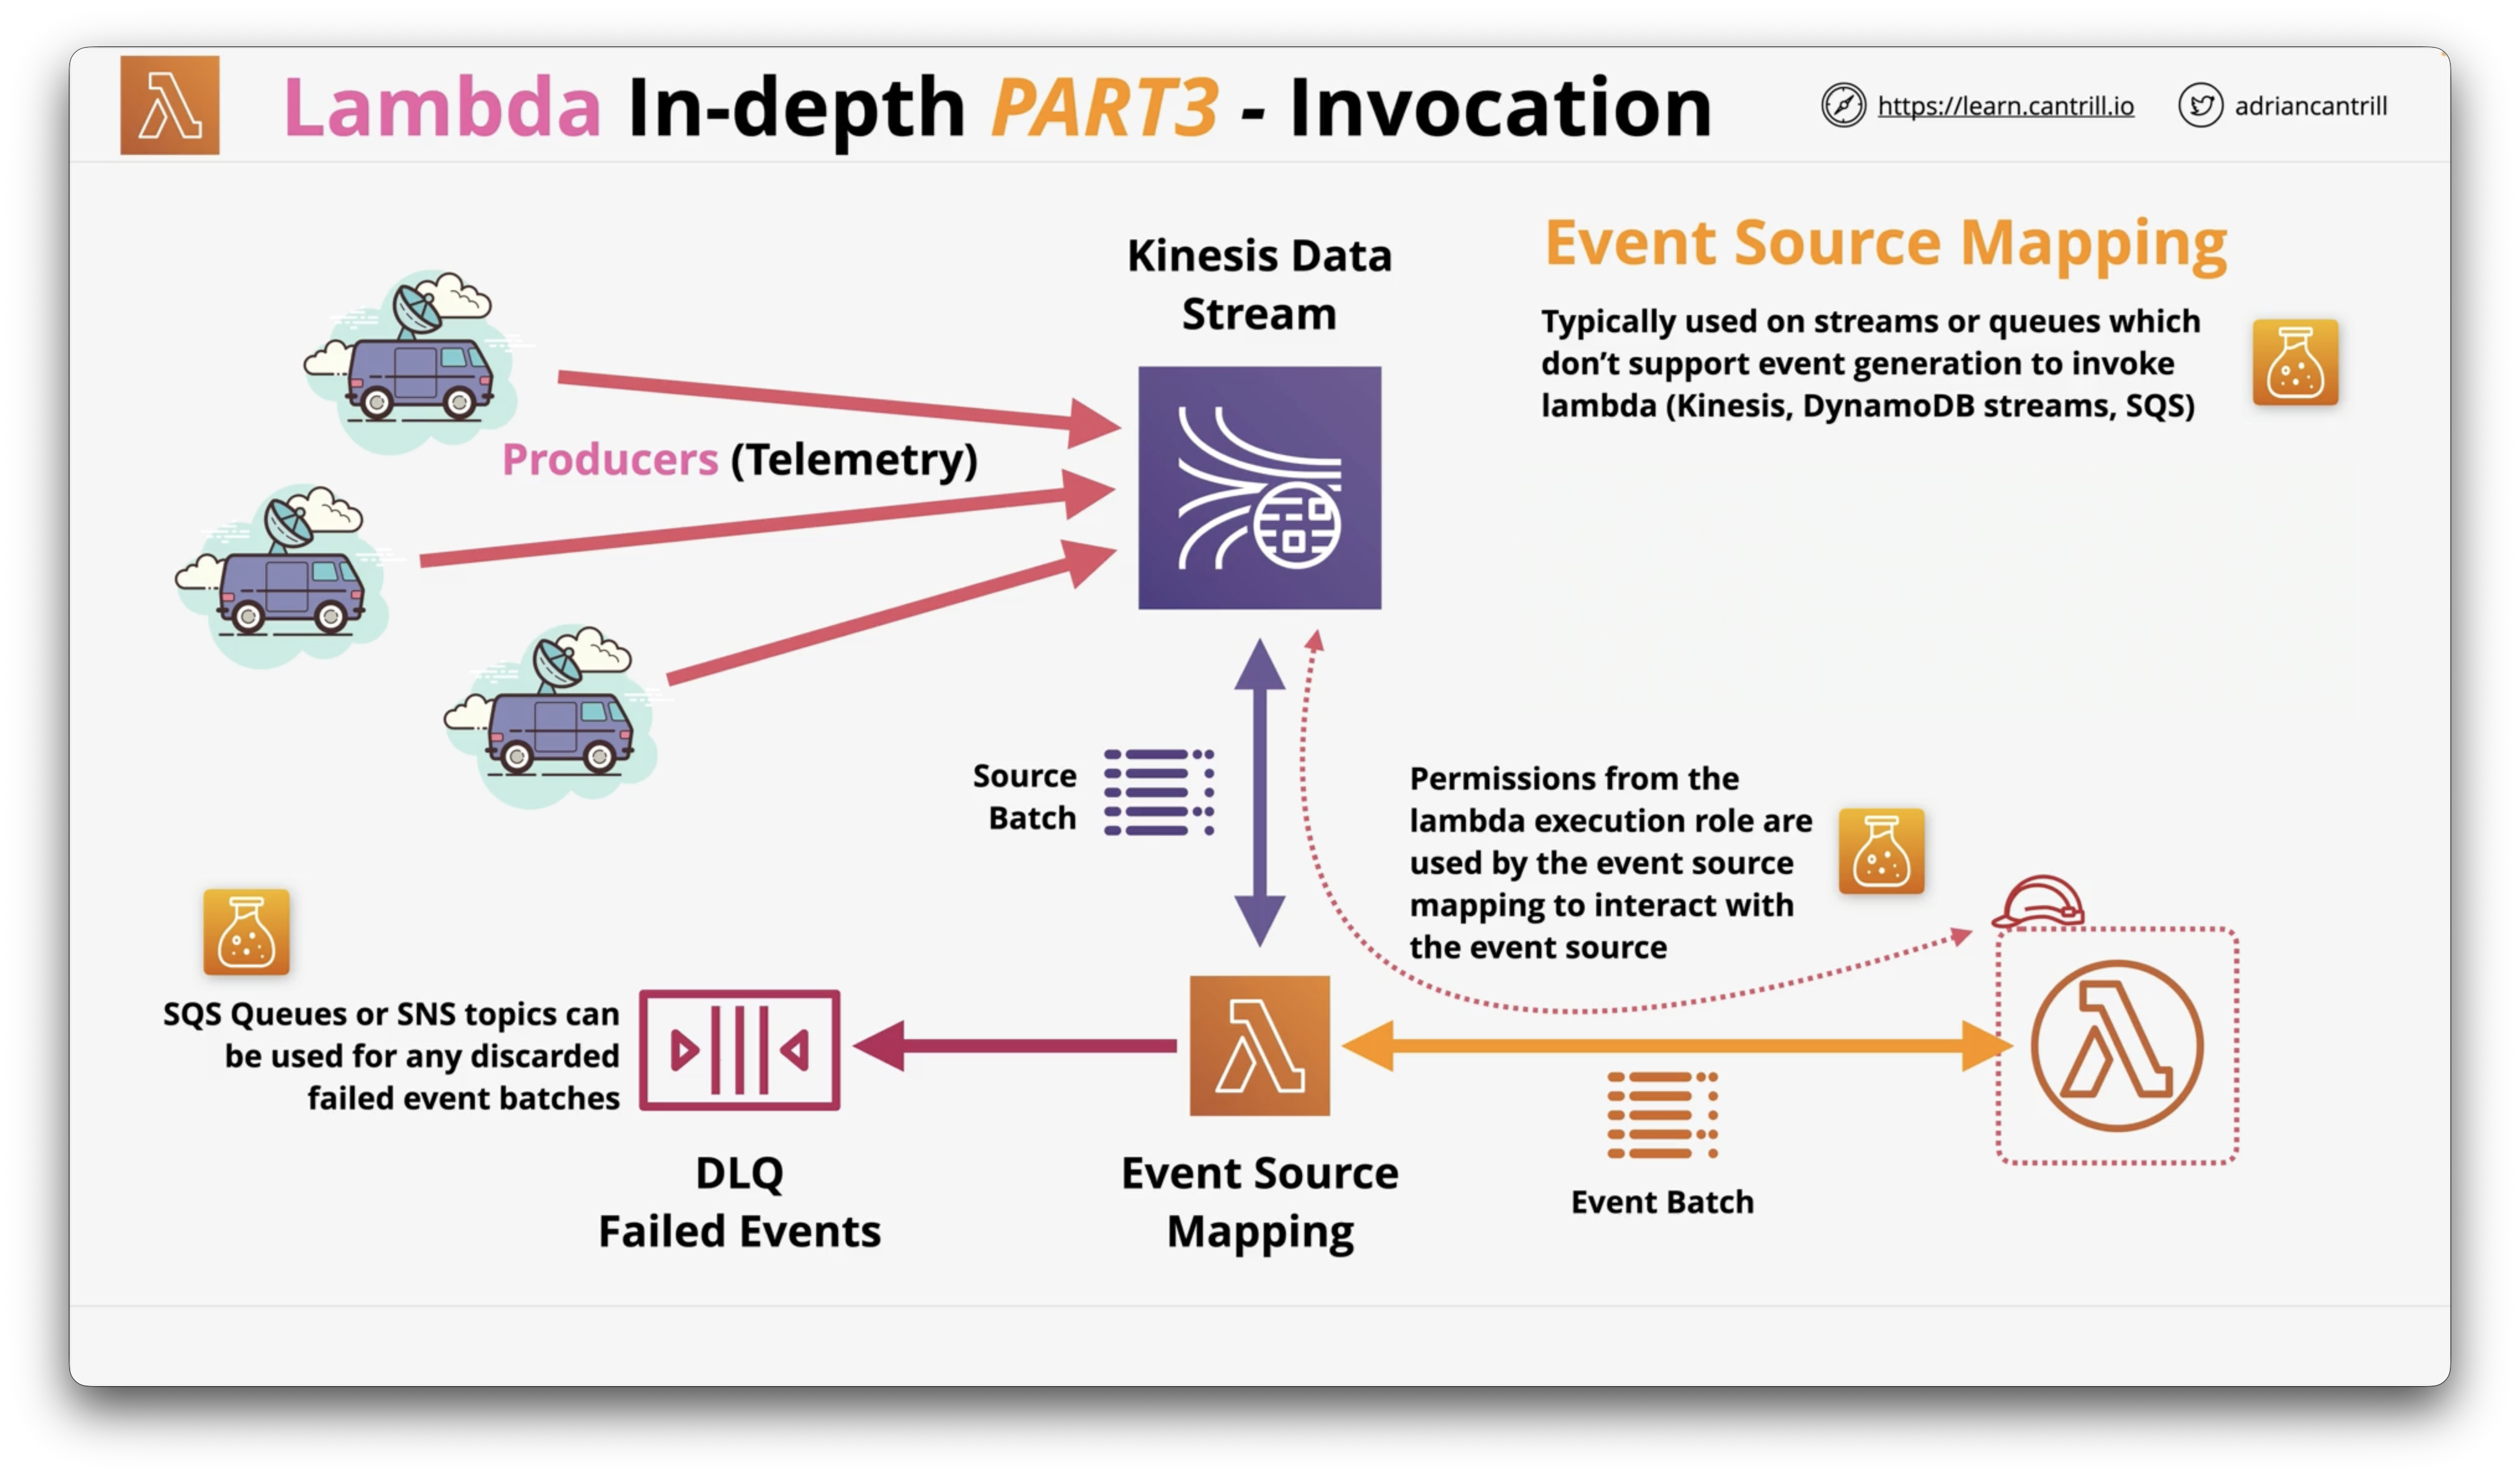 Lambda In-depth PART3 - Invocation
https://learn.cantrill.io
adriancantrill
Kinesis Data
Stream
Event Source Mapping
Typically used on streams or queues which
don’t support event generation to invoke
lambda (Kinesis, DynamoDB streams, SQS)
Producers (Telemetry)
Source
Batch
Permissions from the
lambda execution role are
used by the event source
mapping to interact with
the event source
SQS Queues or SNS topics can
be used for any discarded
failed event batches
DLQ
Failed Events
Event Source
Mapping
Event Batch